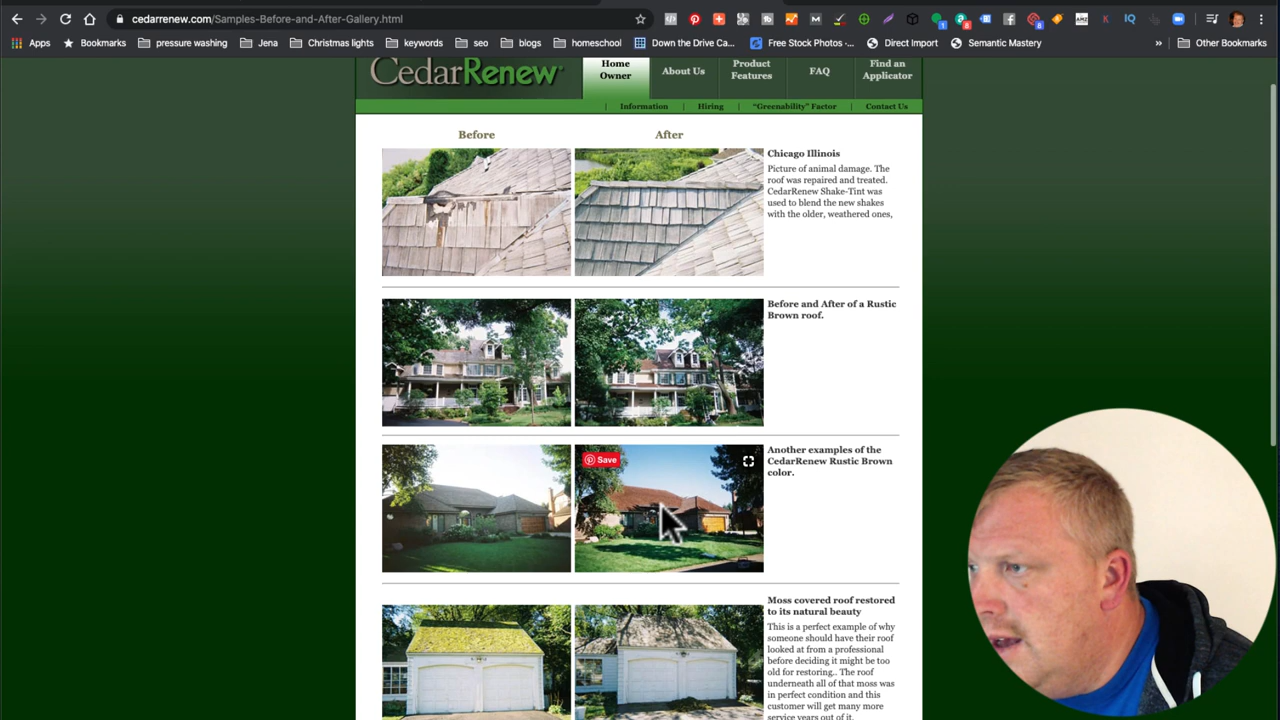 cedarrenew.com/Samples-Before-and-After-Gallery.html
Apps Bookmarks pressure washing Jena Christmas lights keywords seo blogs homeschool Down the Drive Ca... Free Stock Photos -... Direct Import Semantic Mastery » Other Bookmarks
CedarRenew
Home
Owner
About Us
Product
Features
FAQ
Find an
Applicator
| Information | Hiring | "Greenability" Factor | Contact Us
Before After
Chicago Illinois
Picture of animal damage. The
roof was repaired and treated.
CedarRenew Shake-Tint was
used to blend the new shakes
with the older, weathered ones,
Before and After of a Rustic
Brown roof.
Save
Another examples of the
CedarRenew Rustic Brown
color.
Moss covered roof restored
to its natural beauty
This is a perfect example of why
someone should have their roof
looked at from a professional
before deciding it might be too
old for restoring.. The roof
underneath all of that moss was
in perfect condition and this
customer will get many more
service years out of it.